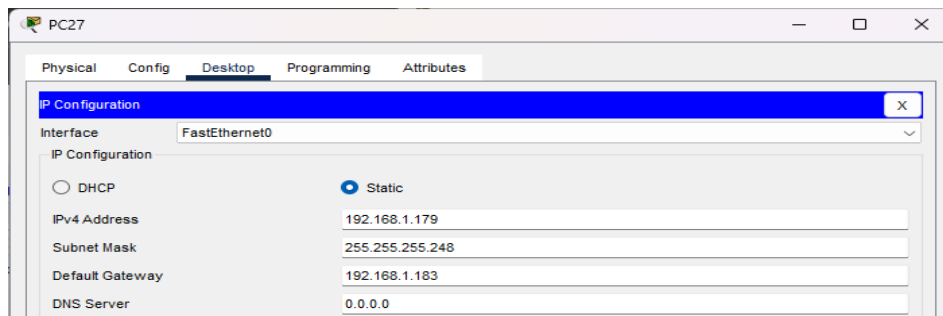 PC27
Physical Config Desktop Programming Attributes
IP Configuration X
Interface FastEthernet0
IP Configuration
DHCP Static
IPv4 Address 192.168.1.179
Subnet Mask 255.255.255.248
Default Gateway 192.168.1.183
DNS Server 0.0.0.0